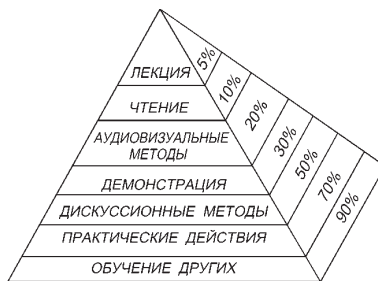 ЛЕКЦИЯ
5%
ЧТЕНИЕ
10%
АУДИОВИЗУАЛЬНЫЕ
МЕТОДЫ
20%
ДЕМОНСТРАЦИЯ
30%
ДИСКУССИОННЫЕ МЕТОДЫ
50%
ПРАКТИЧЕСКИЕ ДЕЙСТВИЯ
70%
ОБУЧЕНИЕ ДРУГИХ
90%